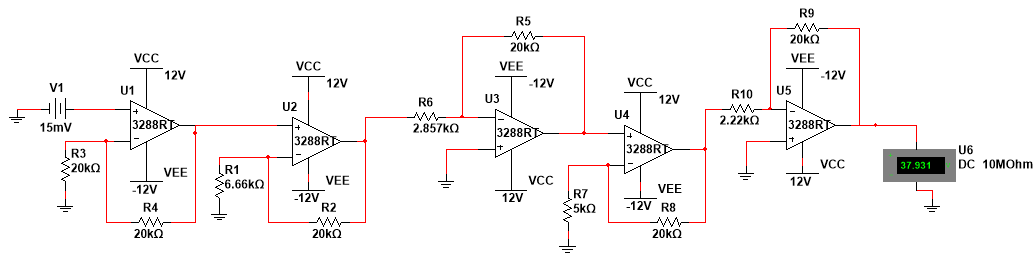 V1
15mV
U1
VCC
12V
3288RT
VEE
-12V
R3
20kΩ
R4
20kΩ
U2
VCC
12V
3288RT
VEE
-12V
R1
6.66kΩ
R2
20kΩ
R6
2.857kΩ
R5
20kΩ
U3
VEE
-12V
3288RT
VCC
12V
U4
VCC
12V
3288RT
VEE
-12V
R7
5kΩ
R8
20kΩ
R10
2.22kΩ
R9
20kΩ
U5
VEE
-12V
3288RT
VCC
12V
U6
37.931
DC 10MOhm